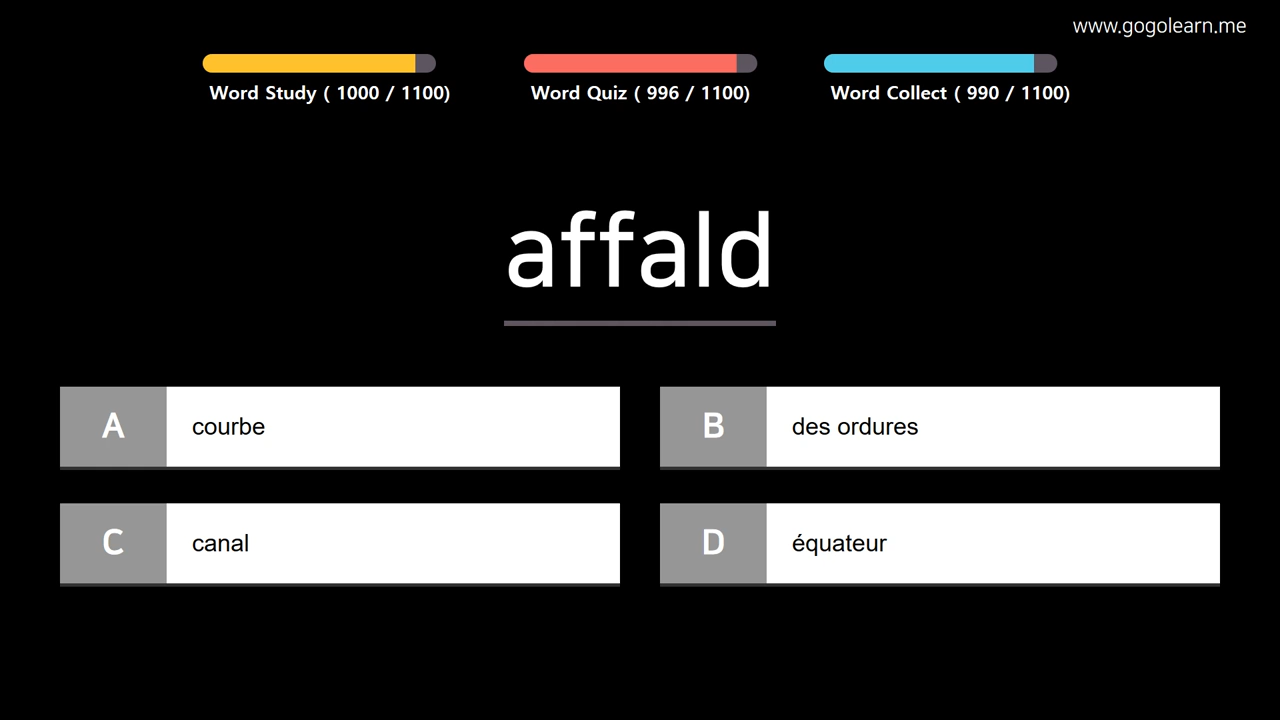 www.gogolearn.me
Word Study ( 1000 / 1100)
Word Quiz ( 996 / 1100)
Word Collect ( 990 / 1100)
affald
A courbe
B des ordures
C canal
D équateur